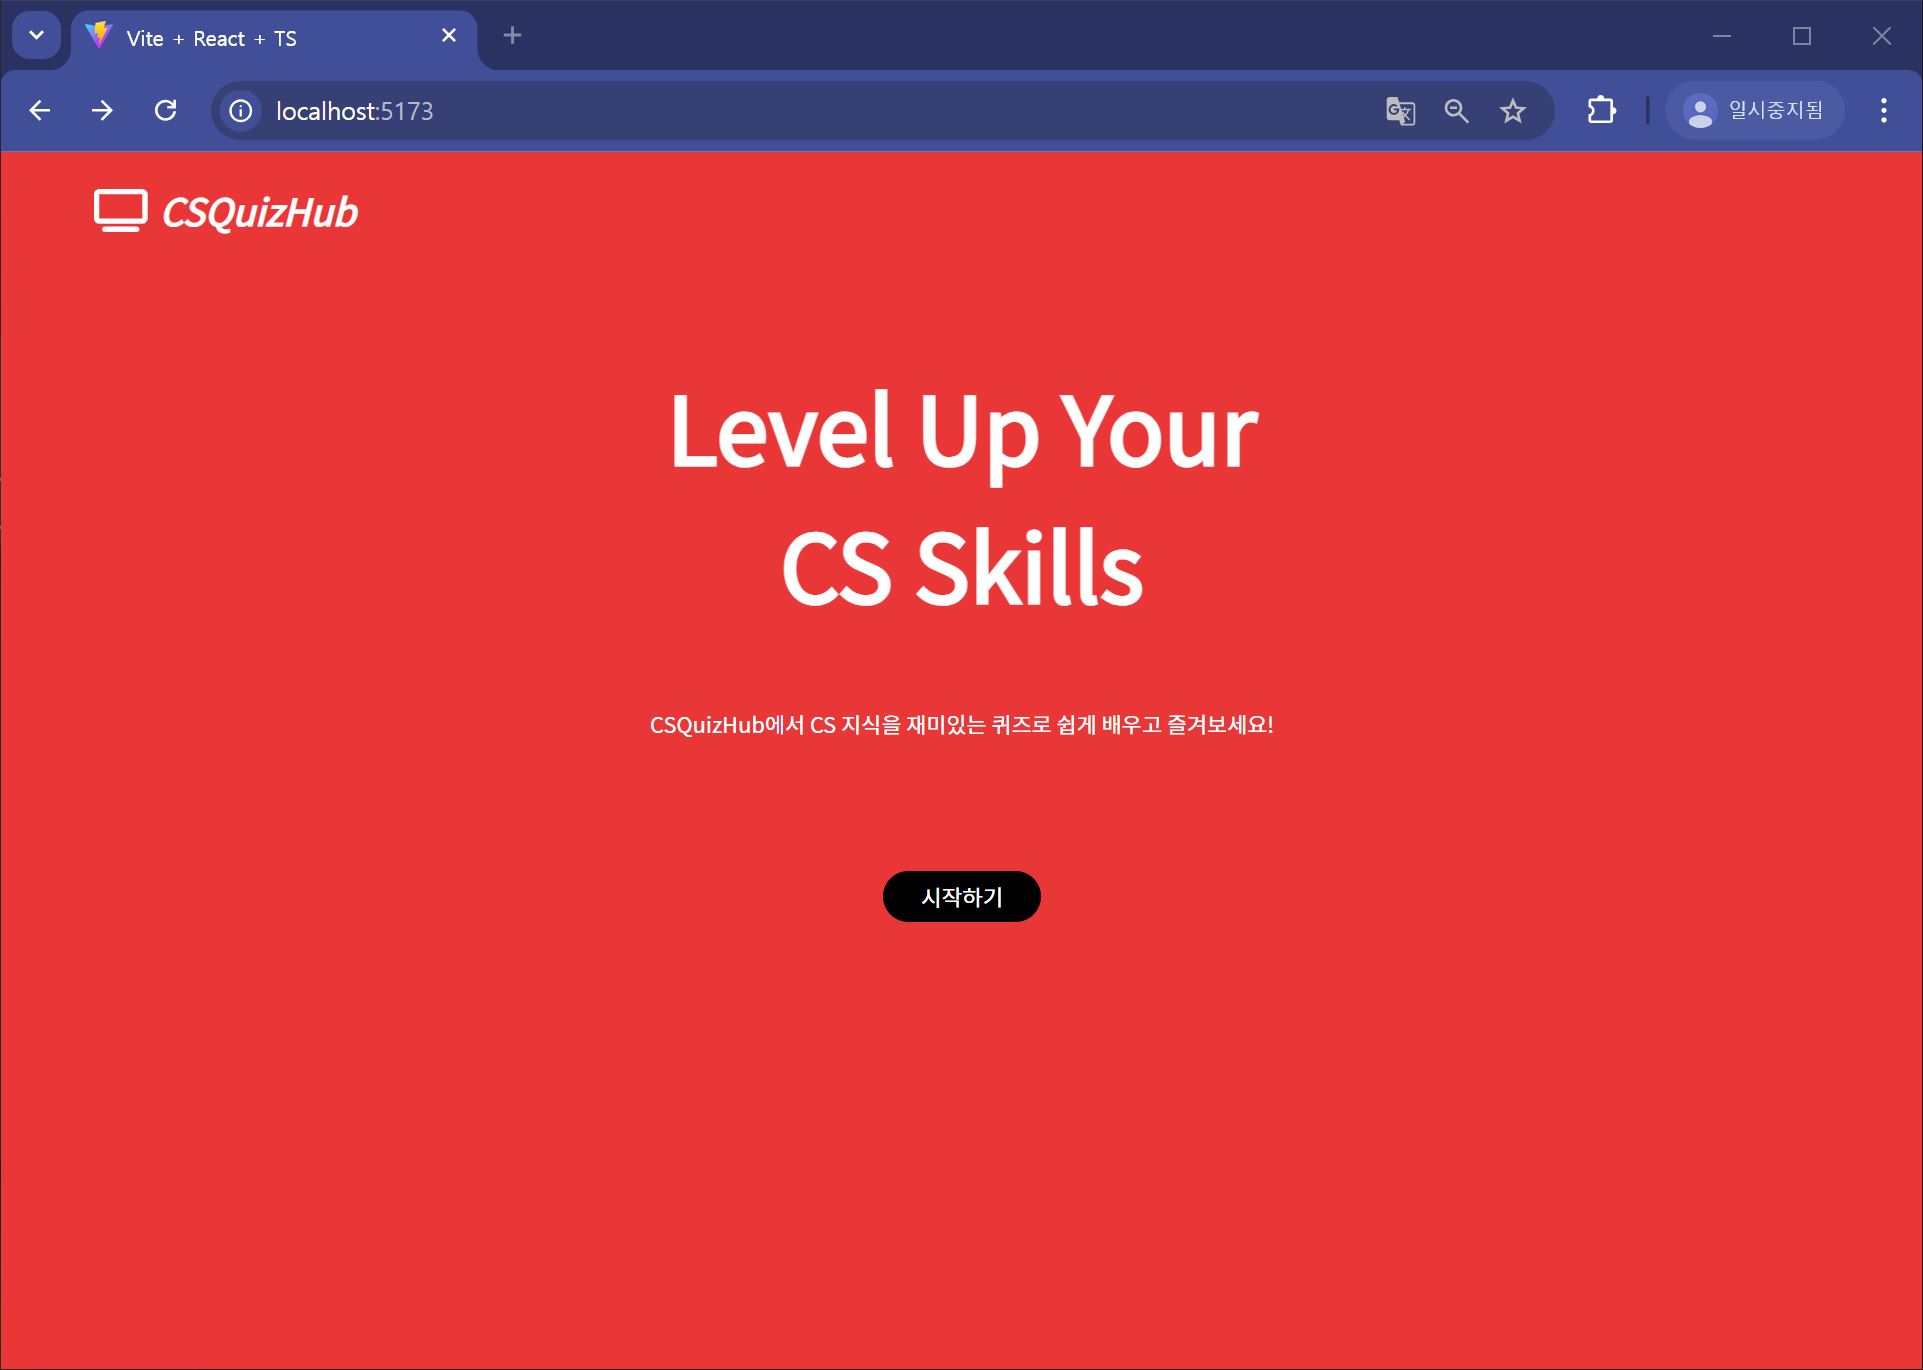 Vite + React + TS
localhost:5173
일시중지됨
CSQuizHub
Level Up Your
CS Skills
CSQuizHub에서 CS 지식을 재미있는 퀴즈로 쉽게 배우고 즐겨보세요!
시작하기